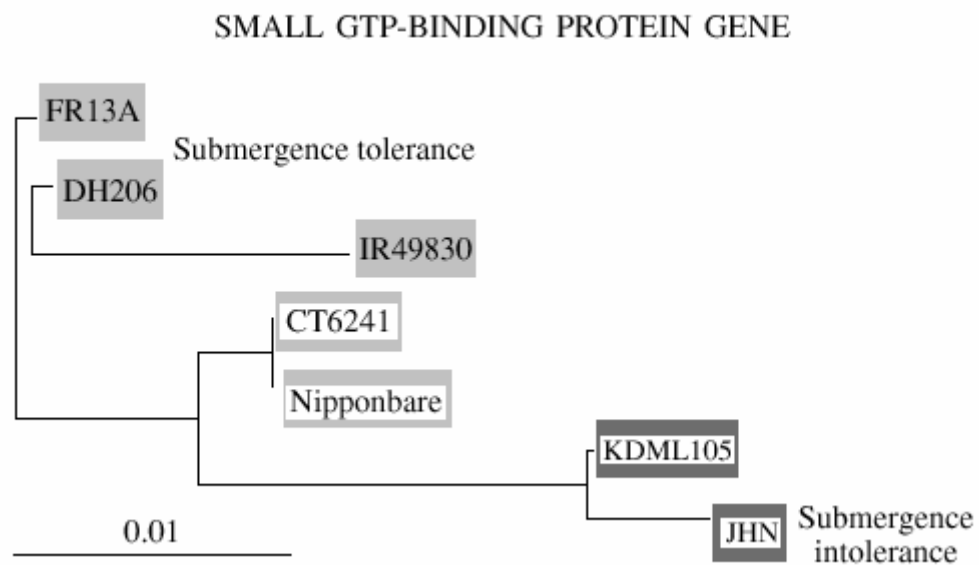 SMALL GTP-BINDING PROTEIN GENE
FR13A
Submergence tolerance
DH206
IR49830
CT6241
Nipponbare
KDML105
JHN
Submergence
intolerance
0.01